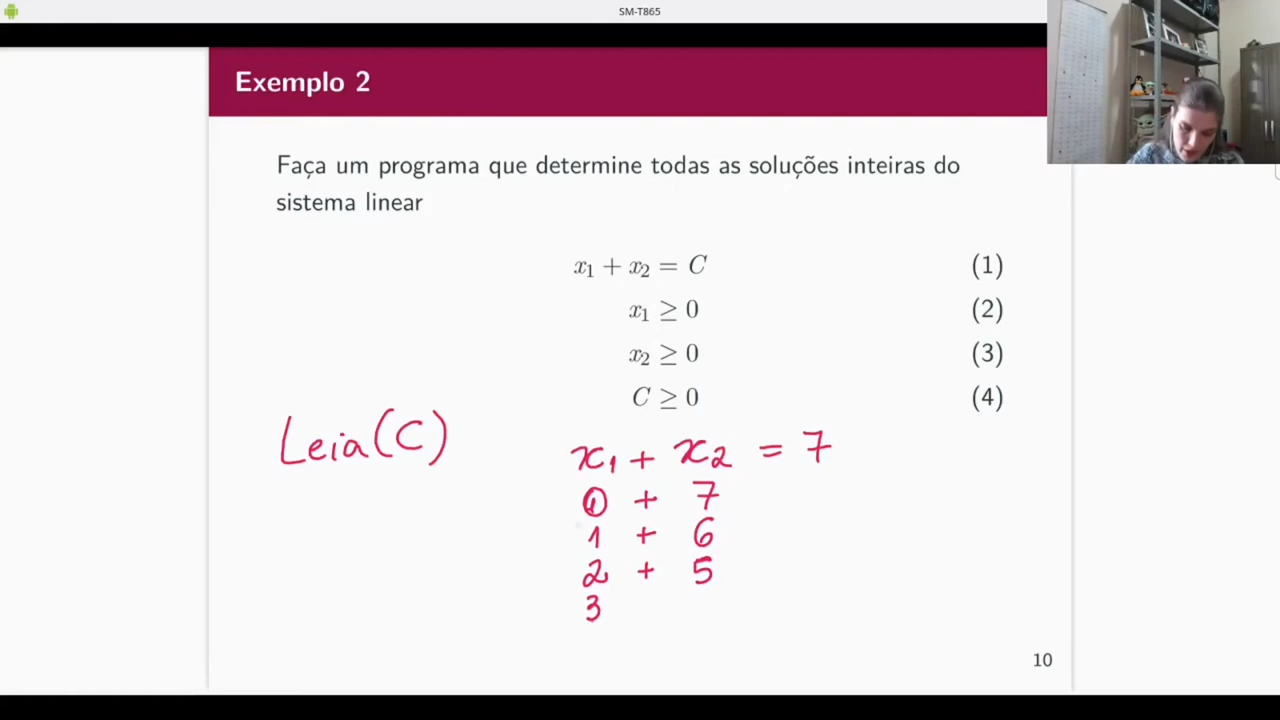 SM-T865
Exemplo 2
Faça um programa que determine todas as soluções inteiras do
sistema linear
x₁ + x₂ = C (1)
x₁ ≥ 0 (2)
x₂ ≥ 0 (3)
C ≥ 0 (4)
Leia(C)
x₁ + x₂ = 7
0 + 7
1 + 6
2 + 5
3
10